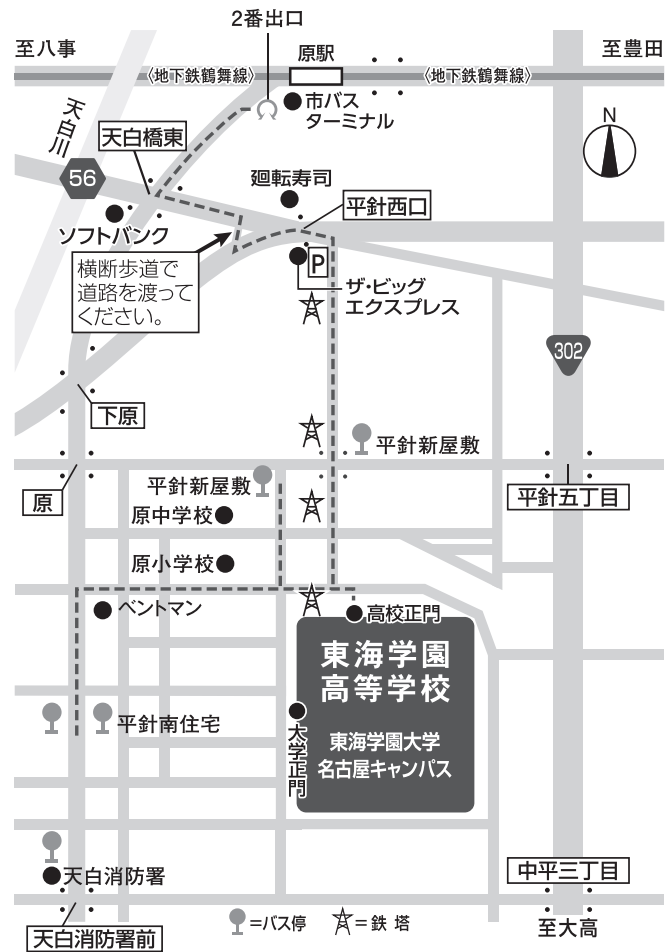 2番出口
至八事
原駅
至豊田
〈地下鉄鶴舞線〉
〈地下鉄鶴舞線〉
市バス
ターミナル
天白川
天白橋東
N
56
廻転寿司
平針西口
ソフトバンク
横断歩道で
道路を渡って
ください。
P
ザ・ビッグ
エクスプレス
302
下原
平針新屋敷
平針新屋敷
原
平針五丁目
原中学校
原小学校
ベントマン
高校正門
東海学園
高等学校
平針南住宅
大学正門
東海学園大学
名古屋キャンパス
天白消防署
中平三丁目
天白消防署前
=バス停
=鉄塔
至大高